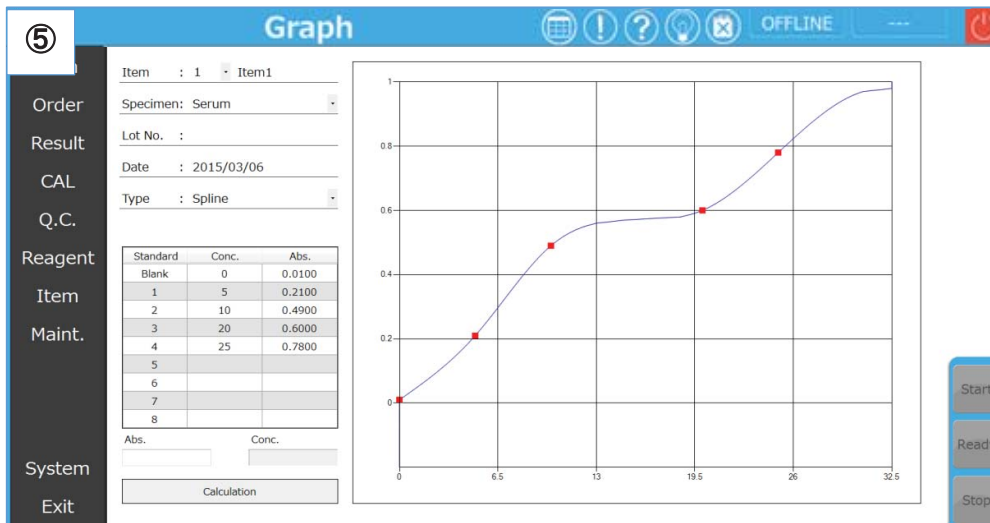 ⑤
Graph
OFFLINE
---
Order
Result
CAL
Q.C.
Reagent
Item
Maint.
System
Exit
Item : 1 Item1
Specimen: Serum
Lot No. :
Date : 2015/03/06
Type : Spline
Standard Conc. Abs.
Blank 0 0.0100
1 5 0.2100
2 10 0.4900
3 20 0.6000
4 25 0.7800
5
6
7
8
Abs. Conc.
Calculation
1
0.8
0.6
0.4
0.2
0
0 6.5 13 19.5 26 32.5
Start
Read
Stop